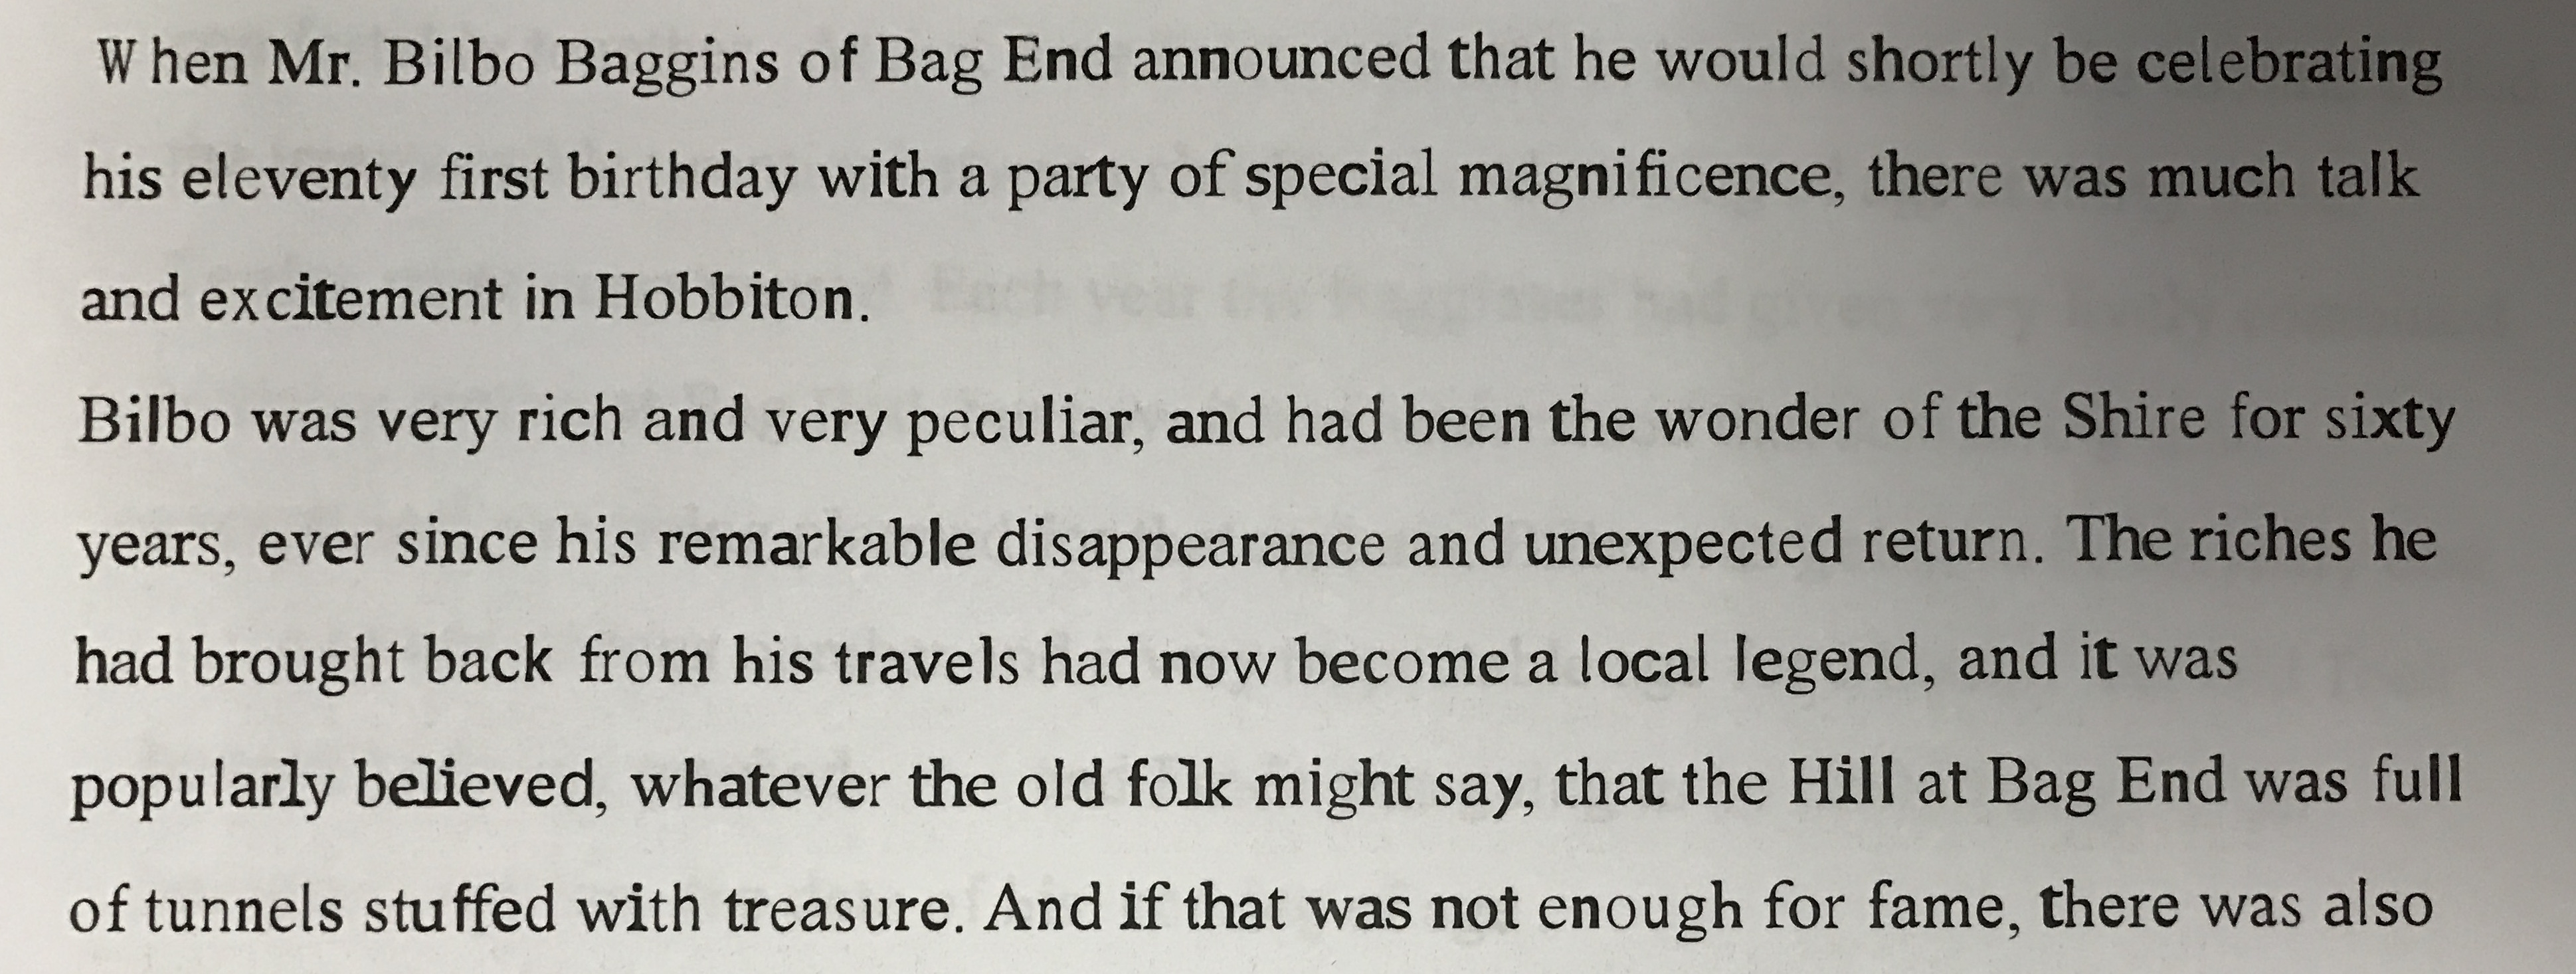 When Mr. Bilbo Baggins of Bag End announced that he would shortly be celebrating
his eleventy first birthday with a party of special magnificence, there was much talk
and excitement in Hobbiton.
Bilbo was very rich and very peculiar, and had been the wonder of the Shire for sixty
years, ever since his remarkable disappearance and unexpected return. The riches he
had brought back from his travels had now become a local legend, and it was
popularly believed, whatever the old folk might say, that the Hill at Bag End was full
of tunnels stuffed with treasure. And if that was not enough for fame, there was also